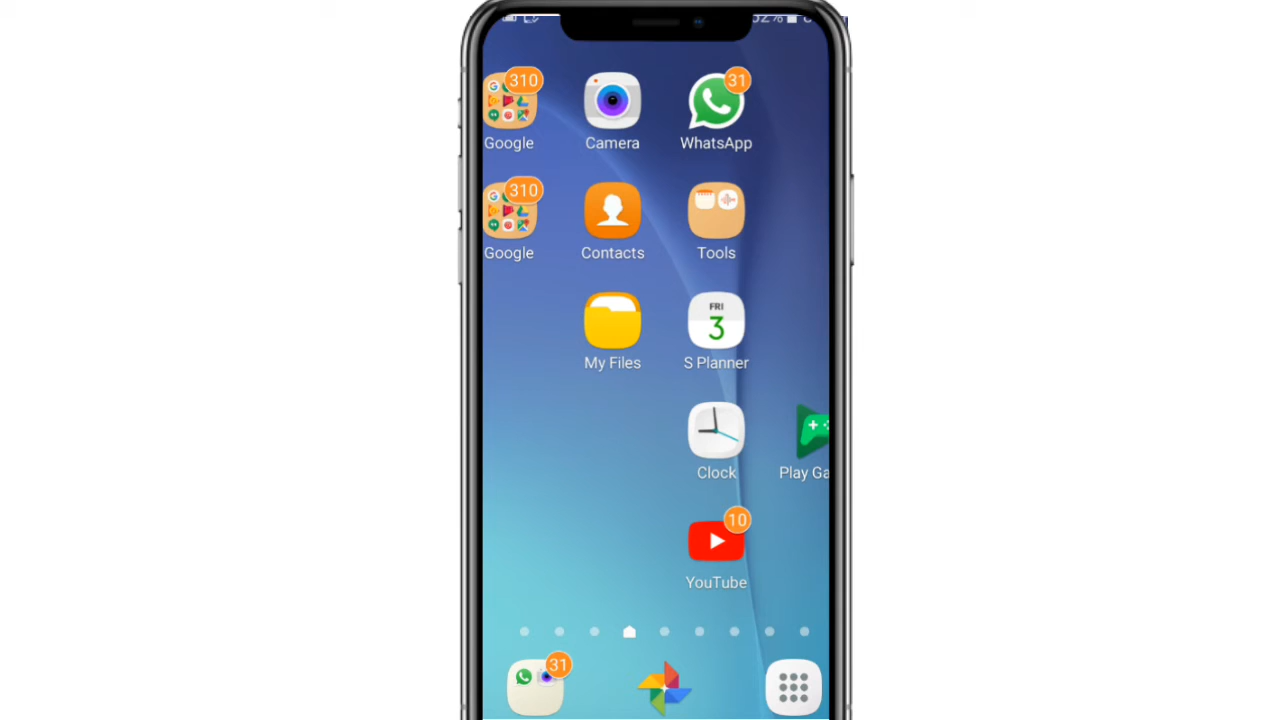 310
31
Google
Camera
WhatsApp
310
Google
Contacts
Tools
FRI
3
My Files
S Planner
Clock
Play Ga
10
YouTube
31